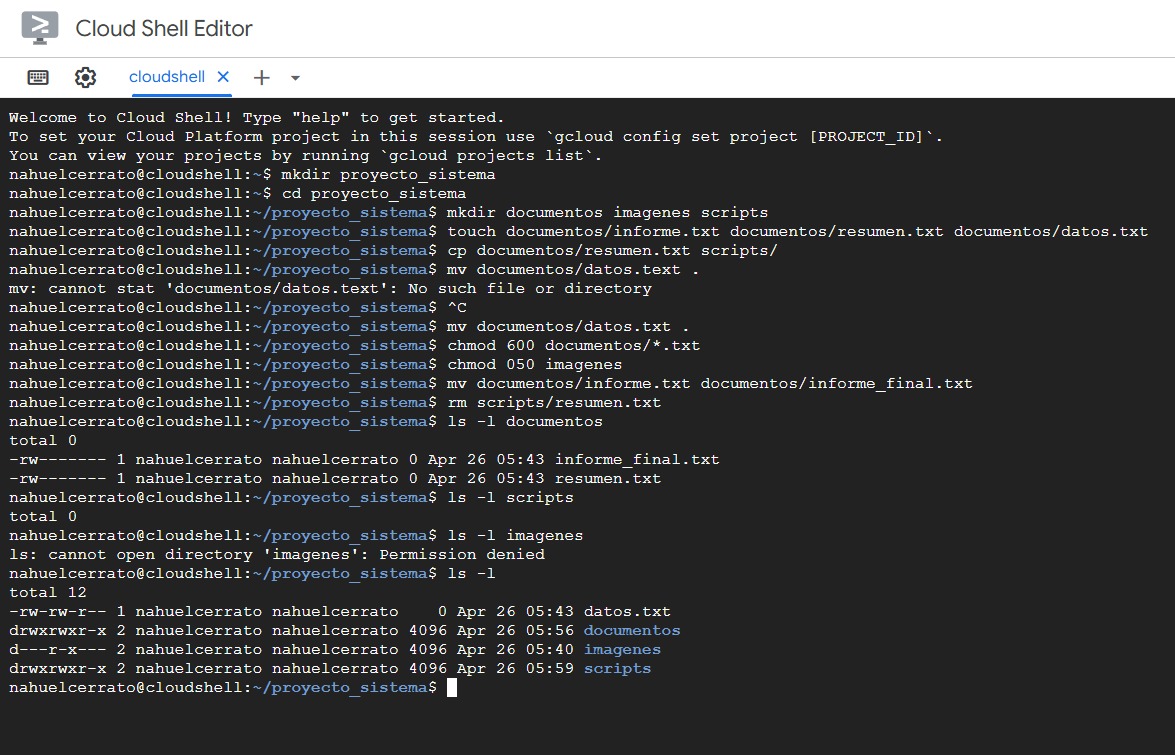 Cloud Shell Editor
cloudshell
Welcome to Cloud Shell! Type "help" to get started.
To set your Cloud Platform project in this session use `gcloud config set project [PROJECT_ID]`.
You can view your projects by running `gcloud projects list`.
nahuelcerrato@cloudshell:~$ mkdir proyecto_sistema
nahuelcerrato@cloudshell:~$ cd proyecto_sistema
nahuelcerrato@cloudshell:~/proyecto_sistema$ mkdir documentos imagenes scripts
nahuelcerrato@cloudshell:~/proyecto_sistema$ touch documentos/informe.txt documentos/resumen.txt documentos/datos.txt
nahuelcerrato@cloudshell:~/proyecto_sistema$ cp documentos/resumen.txt scripts/
nahuelcerrato@cloudshell:~/proyecto_sistema$ mv documentos/datos.text .
mv: cannot stat 'documentos/datos.text': No such file or directory
nahuelcerrato@cloudshell:~/proyecto_sistema$ ^C
nahuelcerrato@cloudshell:~/proyecto_sistema$ mv documentos/datos.txt .
nahuelcerrato@cloudshell:~/proyecto_sistema$ chmod 600 documentos/*.txt
nahuelcerrato@cloudshell:~/proyecto_sistema$ chmod 050 imagenes
nahuelcerrato@cloudshell:~/proyecto_sistema$ mv documentos/informe.txt documentos/informe_final.txt
nahuelcerrato@cloudshell:~/proyecto_sistema$ rm scripts/resumen.txt
nahuelcerrato@cloudshell:~/proyecto_sistema$ ls -l documentos
total 0
-rw------- 1 nahuelcerrato nahuelcerrato 0 Apr 26 05:43 informe_final.txt
-rw------- 1 nahuelcerrato nahuelcerrato 0 Apr 26 05:43 resumen.txt
nahuelcerrato@cloudshell:~/proyecto_sistema$ ls -l scripts
total 0
nahuelcerrato@cloudshell:~/proyecto_sistema$ ls -l imagenes
ls: cannot open directory 'imagenes': Permission denied
nahuelcerrato@cloudshell:~/proyecto_sistema$ ls -l
total 12
-rw-rw-r-- 1 nahuelcerrato nahuelcerrato    0 Apr 26 05:43 datos.txt
drwxrwxr-x 2 nahuelcerrato nahuelcerrato 4096 Apr 26 05:56 documentos
d---r-x--- 2 nahuelcerrato nahuelcerrato 4096 Apr 26 05:40 imagenes
drwxrwxr-x 2 nahuelcerrato nahuelcerrato 4096 Apr 26 05:59 scripts
nahuelcerrato@cloudshell:~/proyecto_sistema$